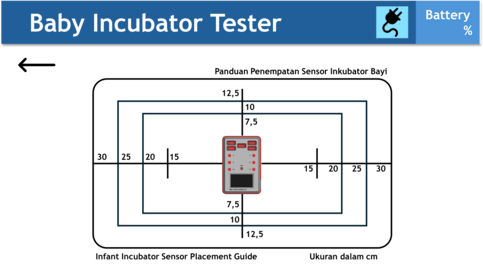 Baby Incubator Tester
Battery
%
Panduan Penempatan Sensor Inkubator Bayi
12,5
10
7,5
30 25 20 15
15 20 25 30
7,5
10
12,5
Infant Incubator Sensor Placement Guide
Ukuran dalam cm